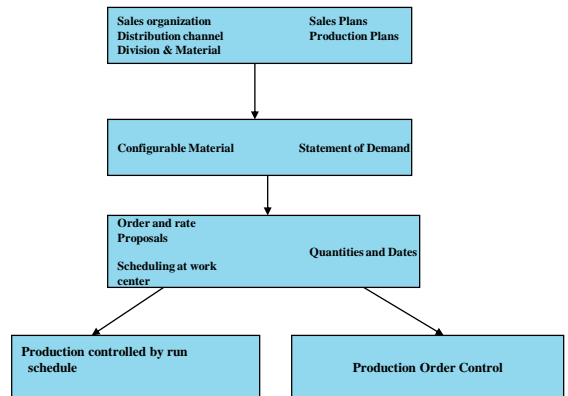 Sales organization
Distribution channel
Division & Material
Sales Plans
Production Plans
Configurable Material
Statement of Demand
Order and rate
Proposals
Scheduling at work
center
Quantities and Dates
Production controlled by run
schedule
Production Order Control